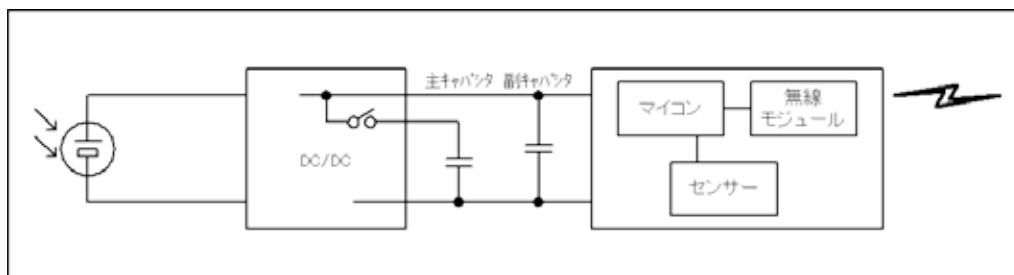 主キャパシタ 副キャパシタ
DC/DC
マイコン
無線
モジュール
センサー